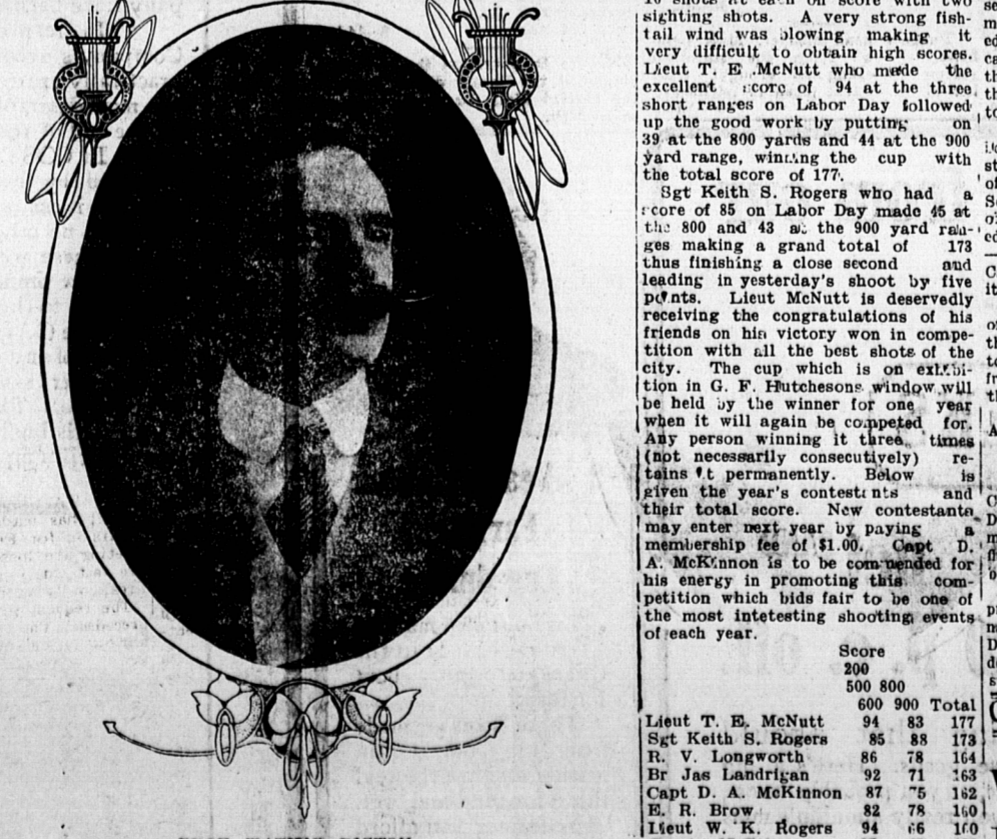 sighting shots. A very strong fish-
tail wind was blowing making it
very difficult to obtain high scores.
Lieut T. E. McNutt who made the
excellent score of 94 at the three
short ranges on Labor Day followed
up the good work by putting on
39 at the 800 yards and 44 at the 900
yard range, winning the cup with
the total score of 177.
Sgt Keith S. Rogers who had a
score of 85 on Labor Day made 45 at
the 800 and 43 at the 900 yard ran-
ges making a grand total of 173
thus finishing a close second and
leading in yesterday's shoot by five
points. Lieut McNutt is deservedly
receiving the congratulations of his
friends on his victory won in compe-
tition with all the best shots of the
city. The cup which is on exhibi-
tion in G. F. Hutchesons window will
be held by the winner for one year
when it will again be competed for.
Any person winning it three times
(not necessarily consecutively) re-
tains it permanently. Below is
given the year's contestants and
their total score. New contestants
may enter next year by paying a
membership fee of $1.00. Capt D.
A. McKinnon is to be commended for
his energy in promoting this com-
petition which bids fair to be one of
the most intetesting shooting events
of each year.
Score
200
500 800
600 900 Total
Lieut T. E. McNutt 94 83 177
Sgt Keith S. Rogers 85 88 173
R. V. Longworth 86 78 164
Br Jas Landrigan 92 71 163
Capt D. A. McKinnon 87 75 162
E. R. Brow 82 78 160
Lieut W. K. Rogers 94 66 160